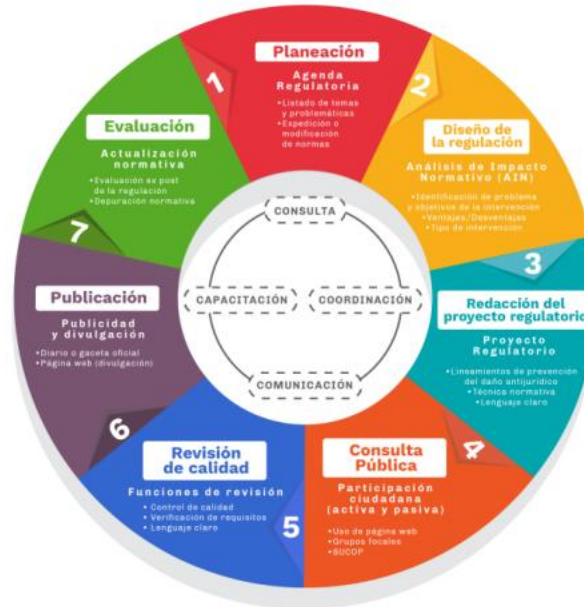 1
Planeación
Agenda
Regulatoria
•Listado de temas
y problemáticas
•Expedición o
modificación
de normas
2
Diseño de
la regulación
Análisis de Impacto
Normativo (AIN)
•Identificación de problema
y objetivos de la intervención
•Ventajas/Desventajas
•Tipo de intervención
3
Redacción del
proyecto regulatorio
Proyecto
Regulatorio
•Lineamientos de prevención
del daño antijurídico
•Técnica normativa
•Lenguaje claro
4
Consulta
Pública
Participación
ciudadana
(activa y pasiva)
•Uso de página web
•Grupos focales
•SUCOP
5
Revisión
de calidad
Funciones de revisión
• Control de calidad
• Verificación de requisitos
• Lenguaje claro
6
Publicación
Publicidad
y divulgación
•Diario o gaceta oficial
•Página web (divulgación)
7
Evaluación
Actualización
normativa
•Evaluación ex post
de la regulación
•Depuración normativa
CONSULTA
CAPACITACIÓN
COORDINACIÓN
COMUNICACIÓN